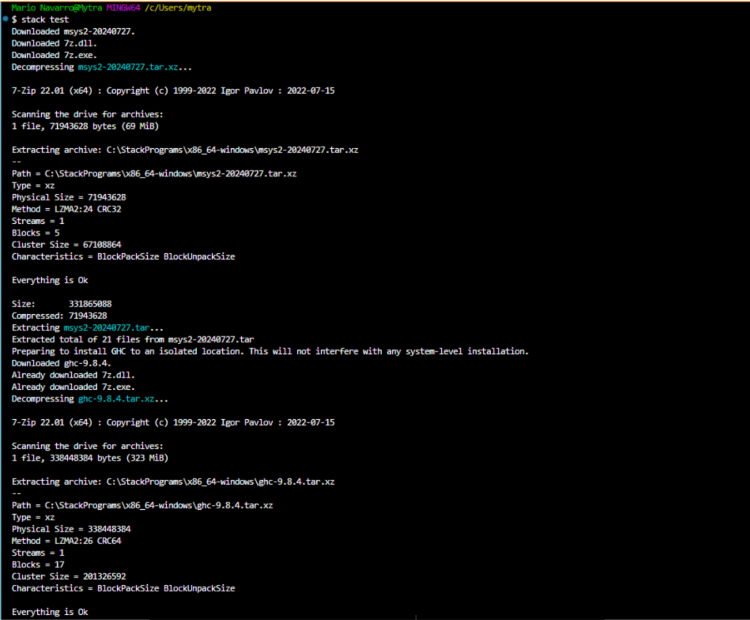 Mario Navarro@Mytra MINGW64 /c/Users/mytra
$ stack test
Downloaded msys2-20240727.
Downloaded 7z.dll.
Downloaded 7z.exe.
Decompressing msys2-20240727.tar.xz...
7-Zip 22.01 (x64) : Copyright (c) 1999-2022 Igor Pavlov : 2022-07-15
Scanning the drive for archives:
1 file, 71943628 bytes (69 MiB)
Extracting archive: C:\StackPrograms\x86_64-windows\msys2-20240727.tar.xz
--
Path = C:\StackPrograms\x86_64-windows\msys2-20240727.tar.xz
Type = xz
Physical Size = 71943628
Method = LZMA2:24 CRC32
Streams = 1
Blocks = 5
Cluster Size = 67108864
Characteristics = BlockPackSize BlockUnpackSize
Everything is Ok
Size:       331865088
Compressed: 71943628
Extracting msys2-20240727.tar...
Extracted total of 21 files from msys2-20240727.tar
Preparing to install GHC to an isolated location. This will not interfere with any system-level installation.
Downloaded ghc-9.8.4.
Already downloaded 7z.dll.
Already downloaded 7z.exe.
Decompressing ghc-9.8.4.tar.xz...
7-Zip 22.01 (x64) : Copyright (c) 1999-2022 Igor Pavlov : 2022-07-15
Scanning the drive for archives:
1 file, 338448384 bytes (323 MiB)
Extracting archive: C:\StackPrograms\x86_64-windows\ghc-9.8.4.tar.xz
--
Path = C:\StackPrograms\x86_64-windows\ghc-9.8.4.tar.xz
Type = xz
Physical Size = 338448384
Method = LZMA2:26 CRC64
Streams = 1
Blocks = 17
Cluster Size = 201326592
Characteristics = BlockPackSize BlockUnpackSize
Everything is Ok